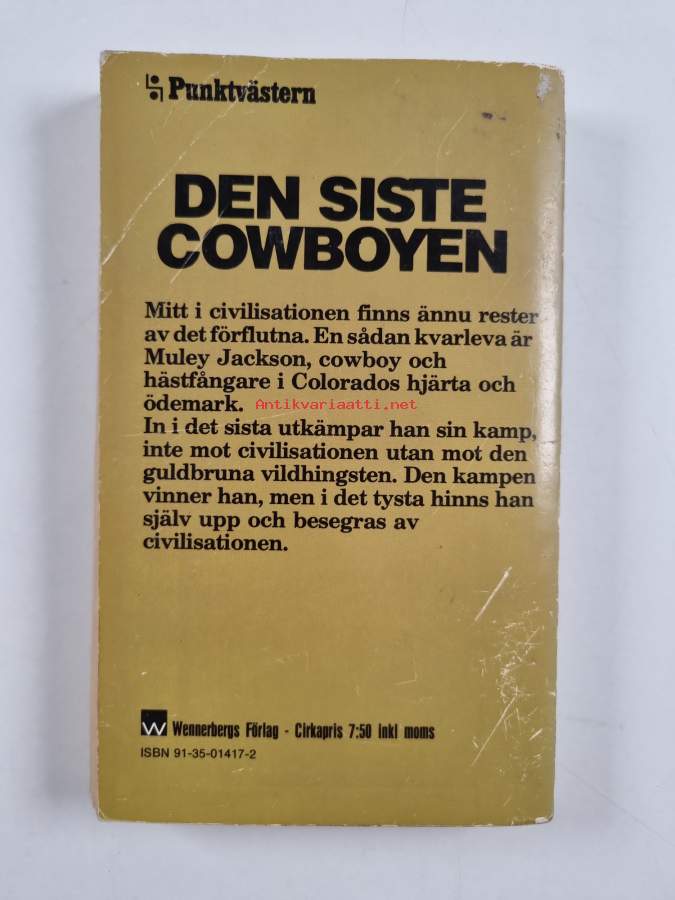 Punktvästern
DEN SISTE
COWBOYEN
Mitt i civilisationen finns ännu rester
av det förflutna. En sådan kvarleva är
Muley Jackson, cowboy och
hästfångare i Colorados hjärta och
ödemark.
Antikvariaatti.net
In i det sista utkämpar han sin kamp,
inte mot civilisationen utan mot den
guldbruna vildhingsten. Den kampen
vinner han, men i det tysta hinns han
själv upp och besegras av
civilisationen.
W Wennerbergs Förlag - Cirkapris 7:50 inkl moms
ISBN 91-35-01417-2